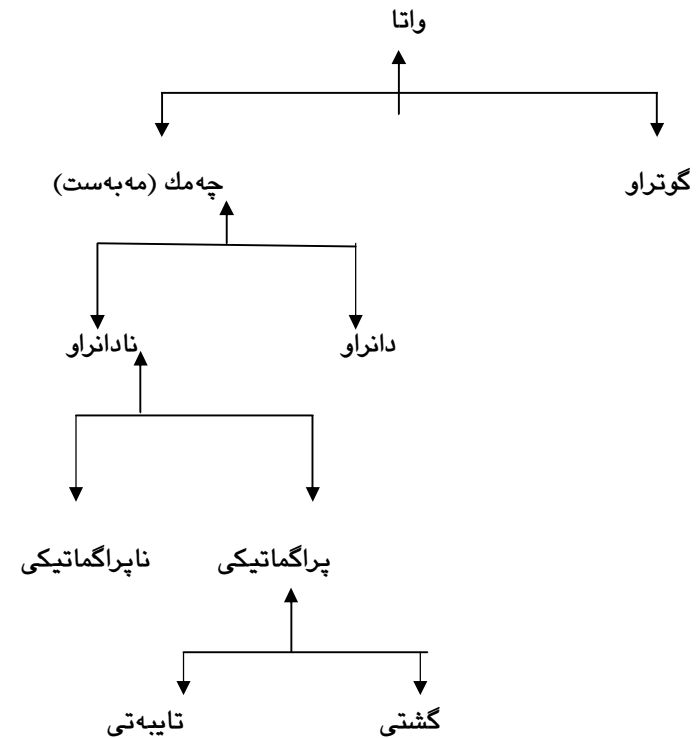 واتا
گوتراو
چەمك (مەبەست)
دانراو
نادانراو
پراگماتیکی
ناپراگماتیکی
گشتی
تایبەتی